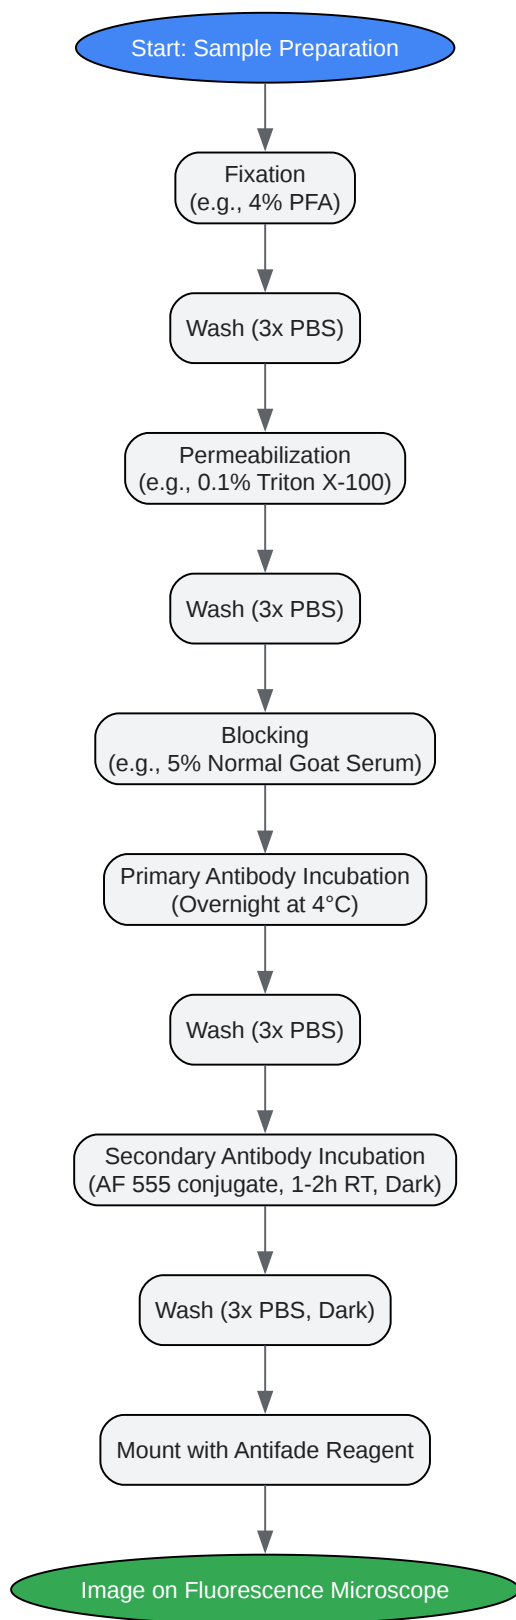 Start: Sample Preparation
Fixation
(e.g., 4% PFA)
Wash (3x PBS)
Permeabilization
(e.g., 0.1% Triton X-100)
Wash (3x PBS)
Blocking
(e.g., 5% Normal Goat Serum)
Primary Antibody Incubation
(Overnight at 4°C)
Wash (3x PBS)
Secondary Antibody Incubation
(AF 555 conjugate, 1-2h RT, Dark)
Wash (3x PBS, Dark)
Mount with Antifade Reagent
Image on Fluorescence Microscope